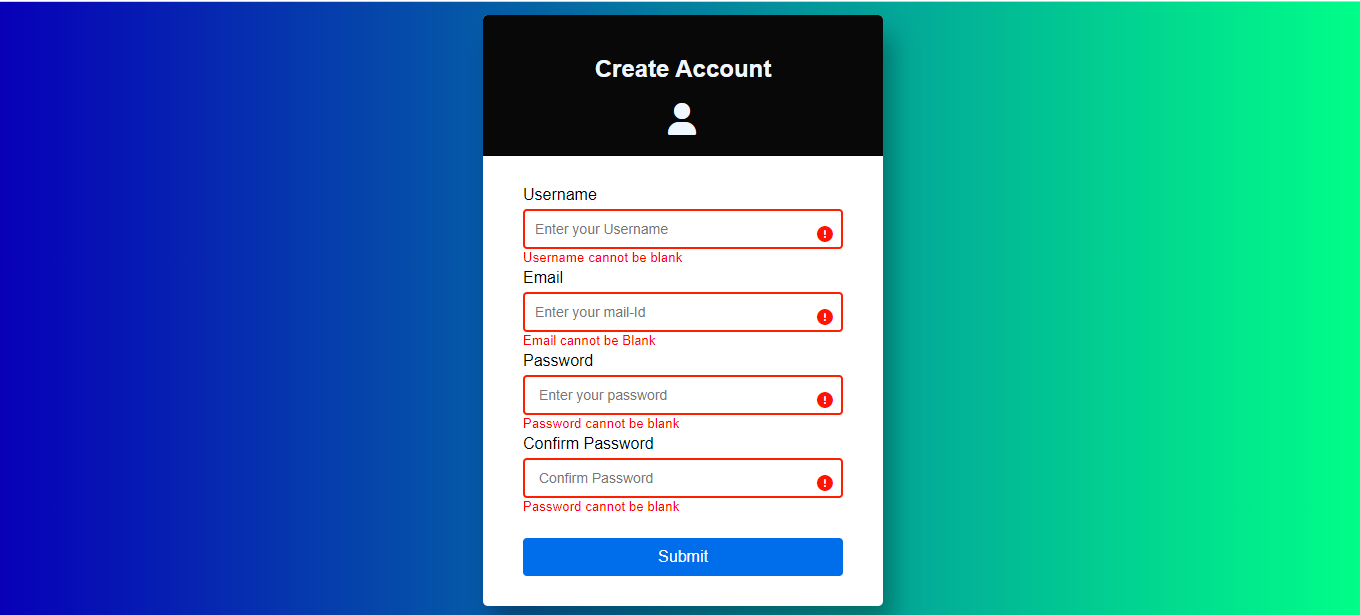 Create Account
Username
Enter your Username
Username cannot be blank
Email
Enter your mail-Id
Email cannot be Blank
Password
Enter your password
Password cannot be blank
Confirm Password
Confirm Password
Password cannot be blank
Submit